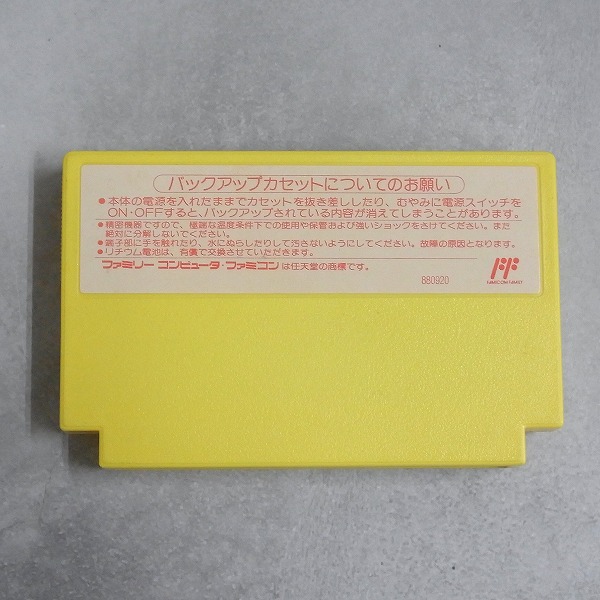 バックアップカセットについてのお願い
●本体の電源を入れたままでカセットを抜き差ししたり、むやみに電源スイッチを
ON・OFFすると、バックアップされている内容が消えてしまうことがあります。
●精密機器ですので、極端な温度条件下での使用や保管および強いショックをさけてください。また
絶対に分解しないでください。
●端子部に手を触れたり、水にぬらしたりして汚さないようにしてください。故障の原因となります。
●リチウム電池は、有償で交換させていただきます。
ファミリーコンピュータ・ファミコンは任天堂の商標です。
880920
FAMICOM FAMILY